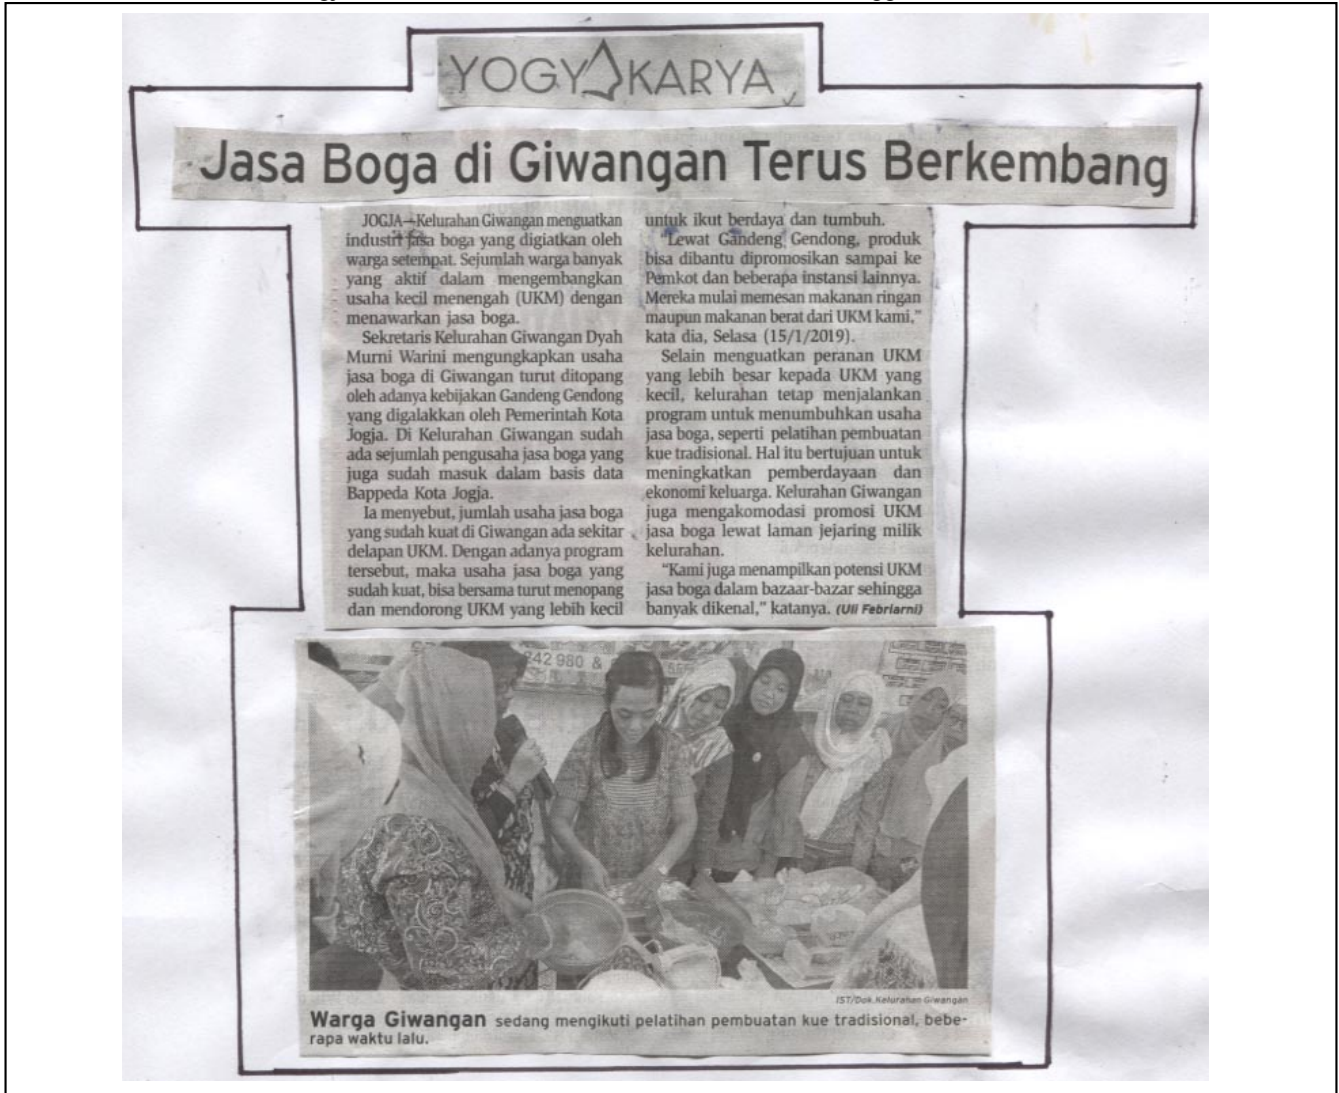 YOGYAKARYA
Jasa Boga di Giwangan Terus Berkembang
JOGJA—Kelurahan Giwangan menguatkan
industri jasa boga yang digiatkan oleh
warga setempat. Sejumlah warga banyak
yang aktif dalam mengembangkan
usaha kecil menengah (UKM) dengan
menawarkan jasa boga.
Sekretaris Kelurahan Giwangan Dyah
Murni Warini mengungkapkan usaha
jasa boga di Giwangan turut ditopang
oleh adanya kebijakan Gandeng Gendong
yang digalakkan oleh Pemerintah Kota
Jogja. Di Kelurahan Giwangan sudah
ada sejumlah pengusaha jasa boga yang
juga sudah masuk dalam basis data
Bappeda Kota Jogja.
Ia menyebut, jumlah usaha jasa boga
yang sudah kuat di Giwangan ada sekitar
delapan UKM. Dengan adanya program
tersebut, maka usaha jasa boga yang
sudah kuat, bisa bersama turut menopang
dan mendorong UKM yang lebih kecil
untuk ikut berdaya dan tumbuh.
"Lewat Gandeng Gendong, produk
bisa dibantu dipromosikan sampai ke
Pemkot dan beberapa instansi lainnya.
Mereka mulai memesan makanan ringan
maupun makanan berat dari UKM kami,"
kata dia, Selasa (15/1/2019).
Selain menguatkan peranan UKM
yang lebih besar kepada UKM yang
kecil, kelurahan tetap menjalankan
program untuk menumbuhkan usaha
jasa boga, seperti pelatihan pembuatan
kue tradisional. Hal itu bertujuan untuk
meningkatkan pemberdayaan dan
ekonomi keluarga. Kelurahan Giwangan
juga mengakomodasi promosi UKM
jasa boga lewat laman jejaring milik
kelurahan.
"Kami juga menampilkan potensi UKM
jasa boga dalam bazaar-bazar sehingga
banyak dikenal," katanya. (Uli Febriarni)
242 980 &
IST/Dok.Kelurahan Giwangan
Warga Giwangan sedang mengikuti pelatihan pembuatan kue tradisional, bebe-
rapa waktu lalu.